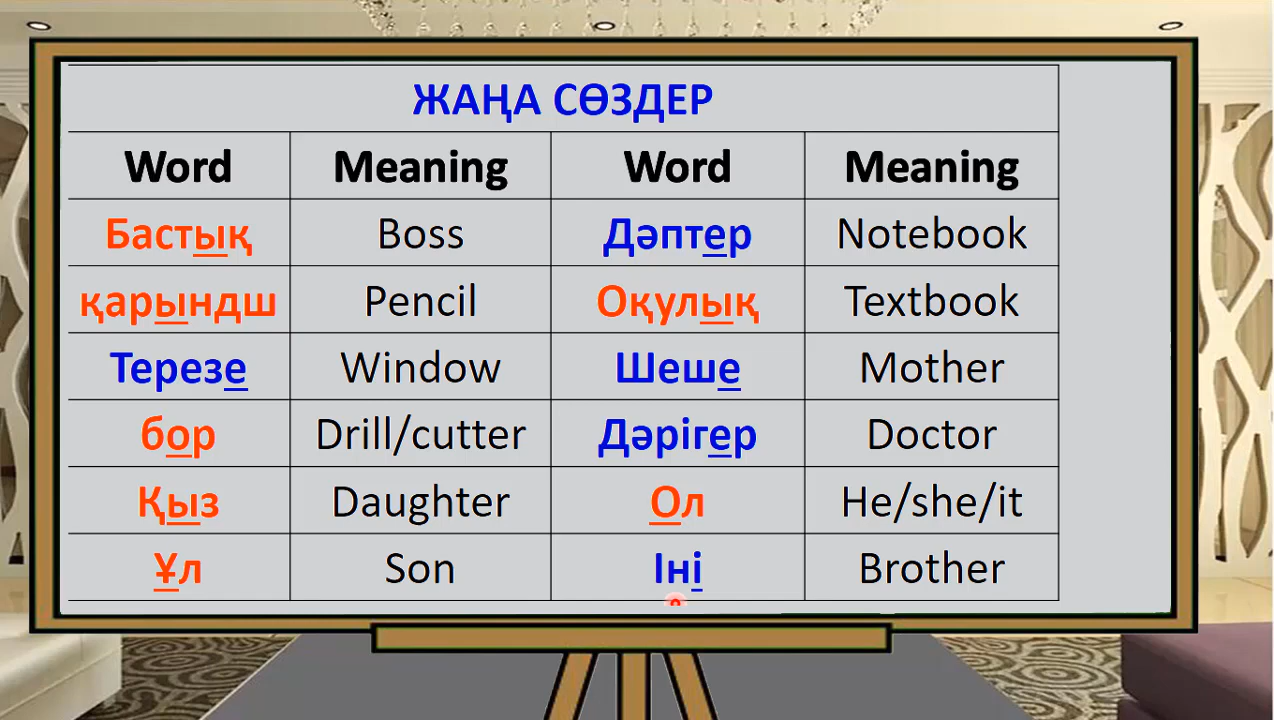 ЖАҢА СӨЗДЕР
Word Meaning Word Meaning
Бастық Boss Дәптер Notebook
қарындш Pencil Оқулық Textbook
Терезе Window Шеше Mother
бор Drill/cutter Дәрігер Doctor
Қыз Daughter Ол He/she/it
Ұл Son Іні Brother